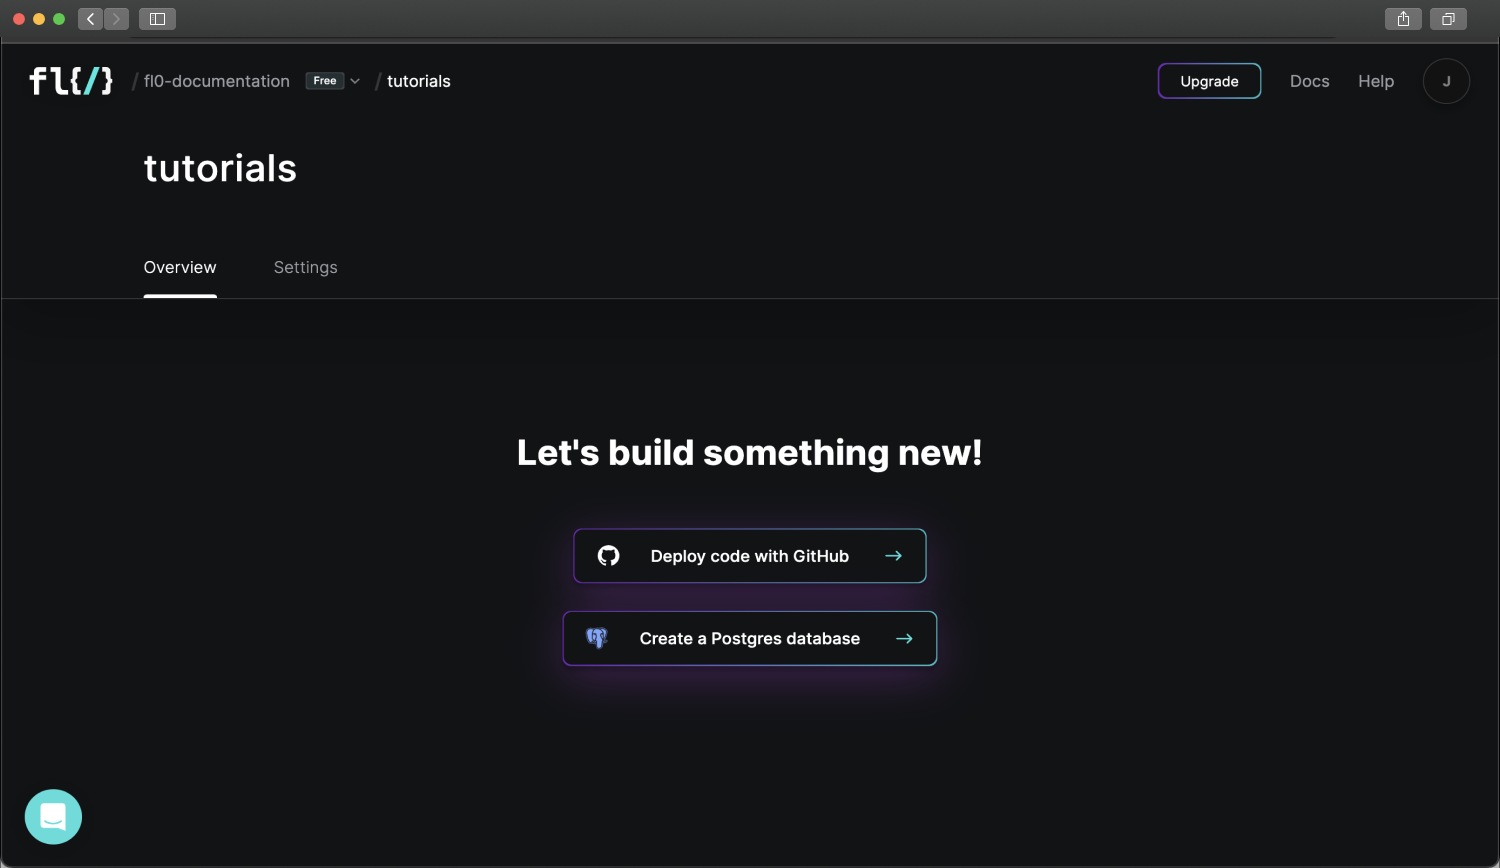 fl{/} / fl0-documentation Free / tutorials Upgrade Docs Help J
tutorials
Overview Settings
Let's build something new!
Deploy code with GitHub →
Create a Postgres database →